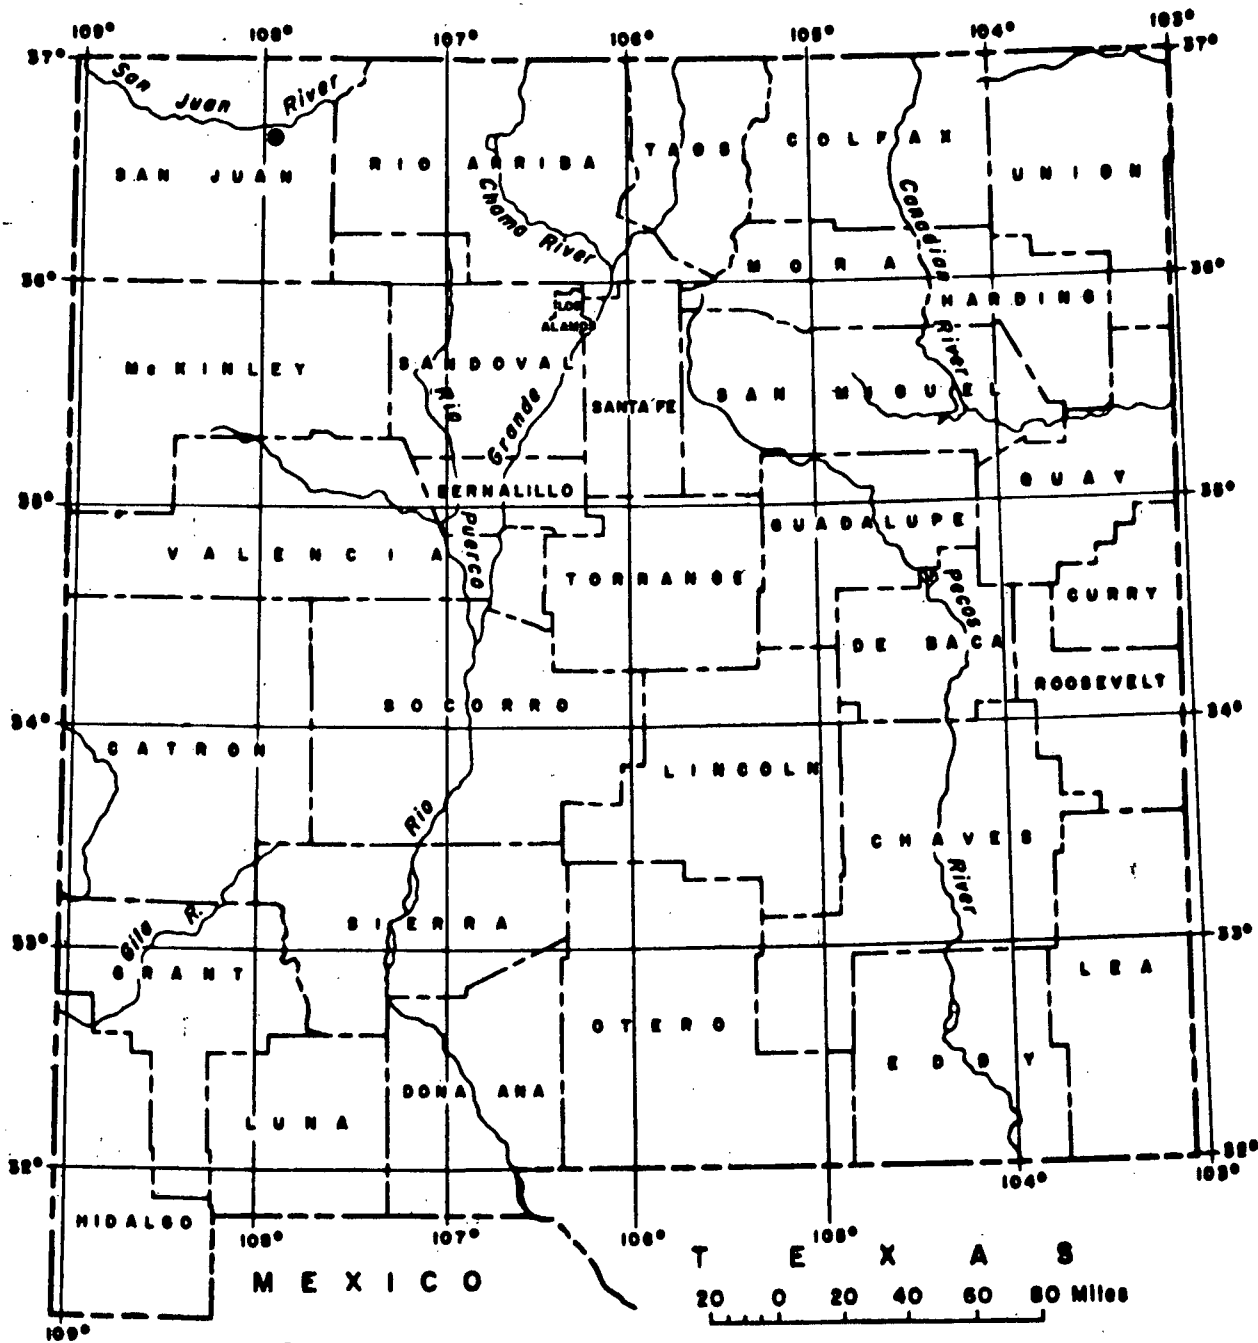 109° 108° 107° 106° 105° 104° 103°
37° 37°
San Juan River
SAN JUAN
RIO ARRIBA
TAOS
COLFAX
UNION
Chama River
Canadian River
MORA
36° 36°
HARDING
LOS ALAMOS
McKINLEY
SANDOVAL
SANTA FE
SAN MIGUEL
Rio Puerco
Rio Grande
BERNALILLO
QUAY
35° 35°
GUADALUPE
VALENCIA
TORRANCE
Pecos River
CURRY
DE BACA
ROOSEVELT
SOCORRO
34° 34°
CATRON
LINCOLN
CHAVES
Gila R.
SIERRA
33° 33°
GRANT
LEA
OTERO
EDDY
DONA ANA
LUNA
32° 32°
103°
104°
HIDALGO
108° 107° 106° 105°
TEXAS
MEXICO
20 0 20 40 60 80 Miles
109°